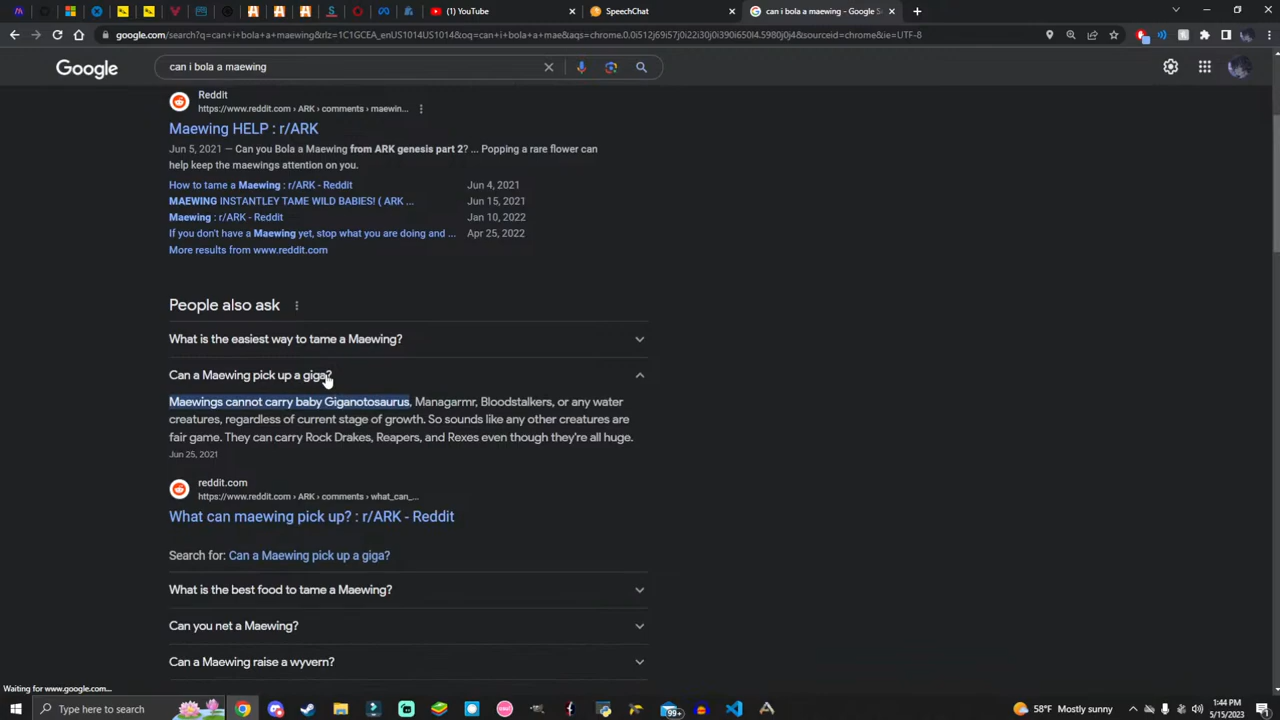 (1) YouTube
SpeechChat
can i bola a maewing - Google S
google.com/search?q=can+i+bola+a+maewing&rlz=1C1GCEA_enUS1014US1014&oq=can+i+bola+a+mae&aqs=chrome.0.0i512j69i57j0i22i30j0i390i650l4.5980j0j4&sourceid=chrome&ie=UTF-8
Google
can i bola a maewing
Reddit
https://www.reddit.com › ARK › comments › maewin...
Maewing HELP : r/ARK
Jun 5, 2021 — Can you Bola a Maewing from ARK genesis part 2? ... Popping a rare flower can
help keep the maewings attention on you.
How to tame a Maewing : r/ARK - Reddit Jun 4, 2021
MAEWING INSTANTLEY TAME WILD BABIES! ( ARK ... Jun 15, 2021
Maewing : r/ARK - Reddit Jan 10, 2022
If you don't have a Maewing yet, stop what you are doing and ... Apr 25, 2022
More results from www.reddit.com
People also ask
What is the easiest way to tame a Maewing?
Can a Maewing pick up a giga?
Maewings cannot carry baby Giganotosaurus, Managarmr, Bloodstalkers, or any water
creatures, regardless of current stage of growth. So sounds like any other creatures are
fair game. They can carry Rock Drakes, Reapers, and Rexes even though they're all huge.
Jun 25, 2021
reddit.com
https://www.reddit.com › ARK › comments › what_can_...
What can maewing pick up? : r/ARK - Reddit
Search for: Can a Maewing pick up a giga?
What is the best food to tame a Maewing?
Can you net a Maewing?
Can a Maewing raise a wyvern?
Waiting for www.google.com...
Type here to search
99+
58°F Mostly sunny
1:44 PM
5/15/2023